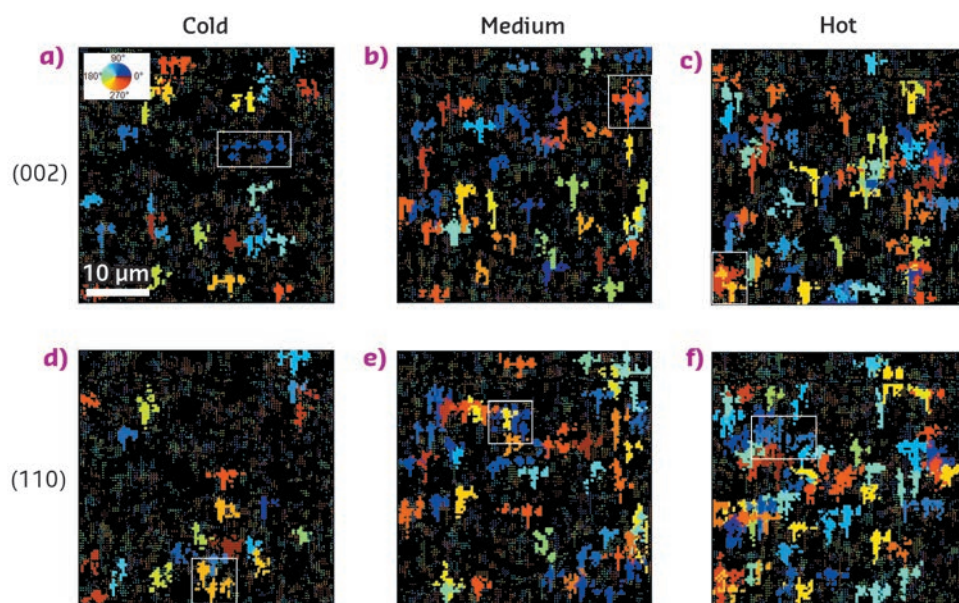 Cold Medium Hot
a) b) c)
90°
180° 0°
270°
(002)
10 µm
d) e) f)
(110)